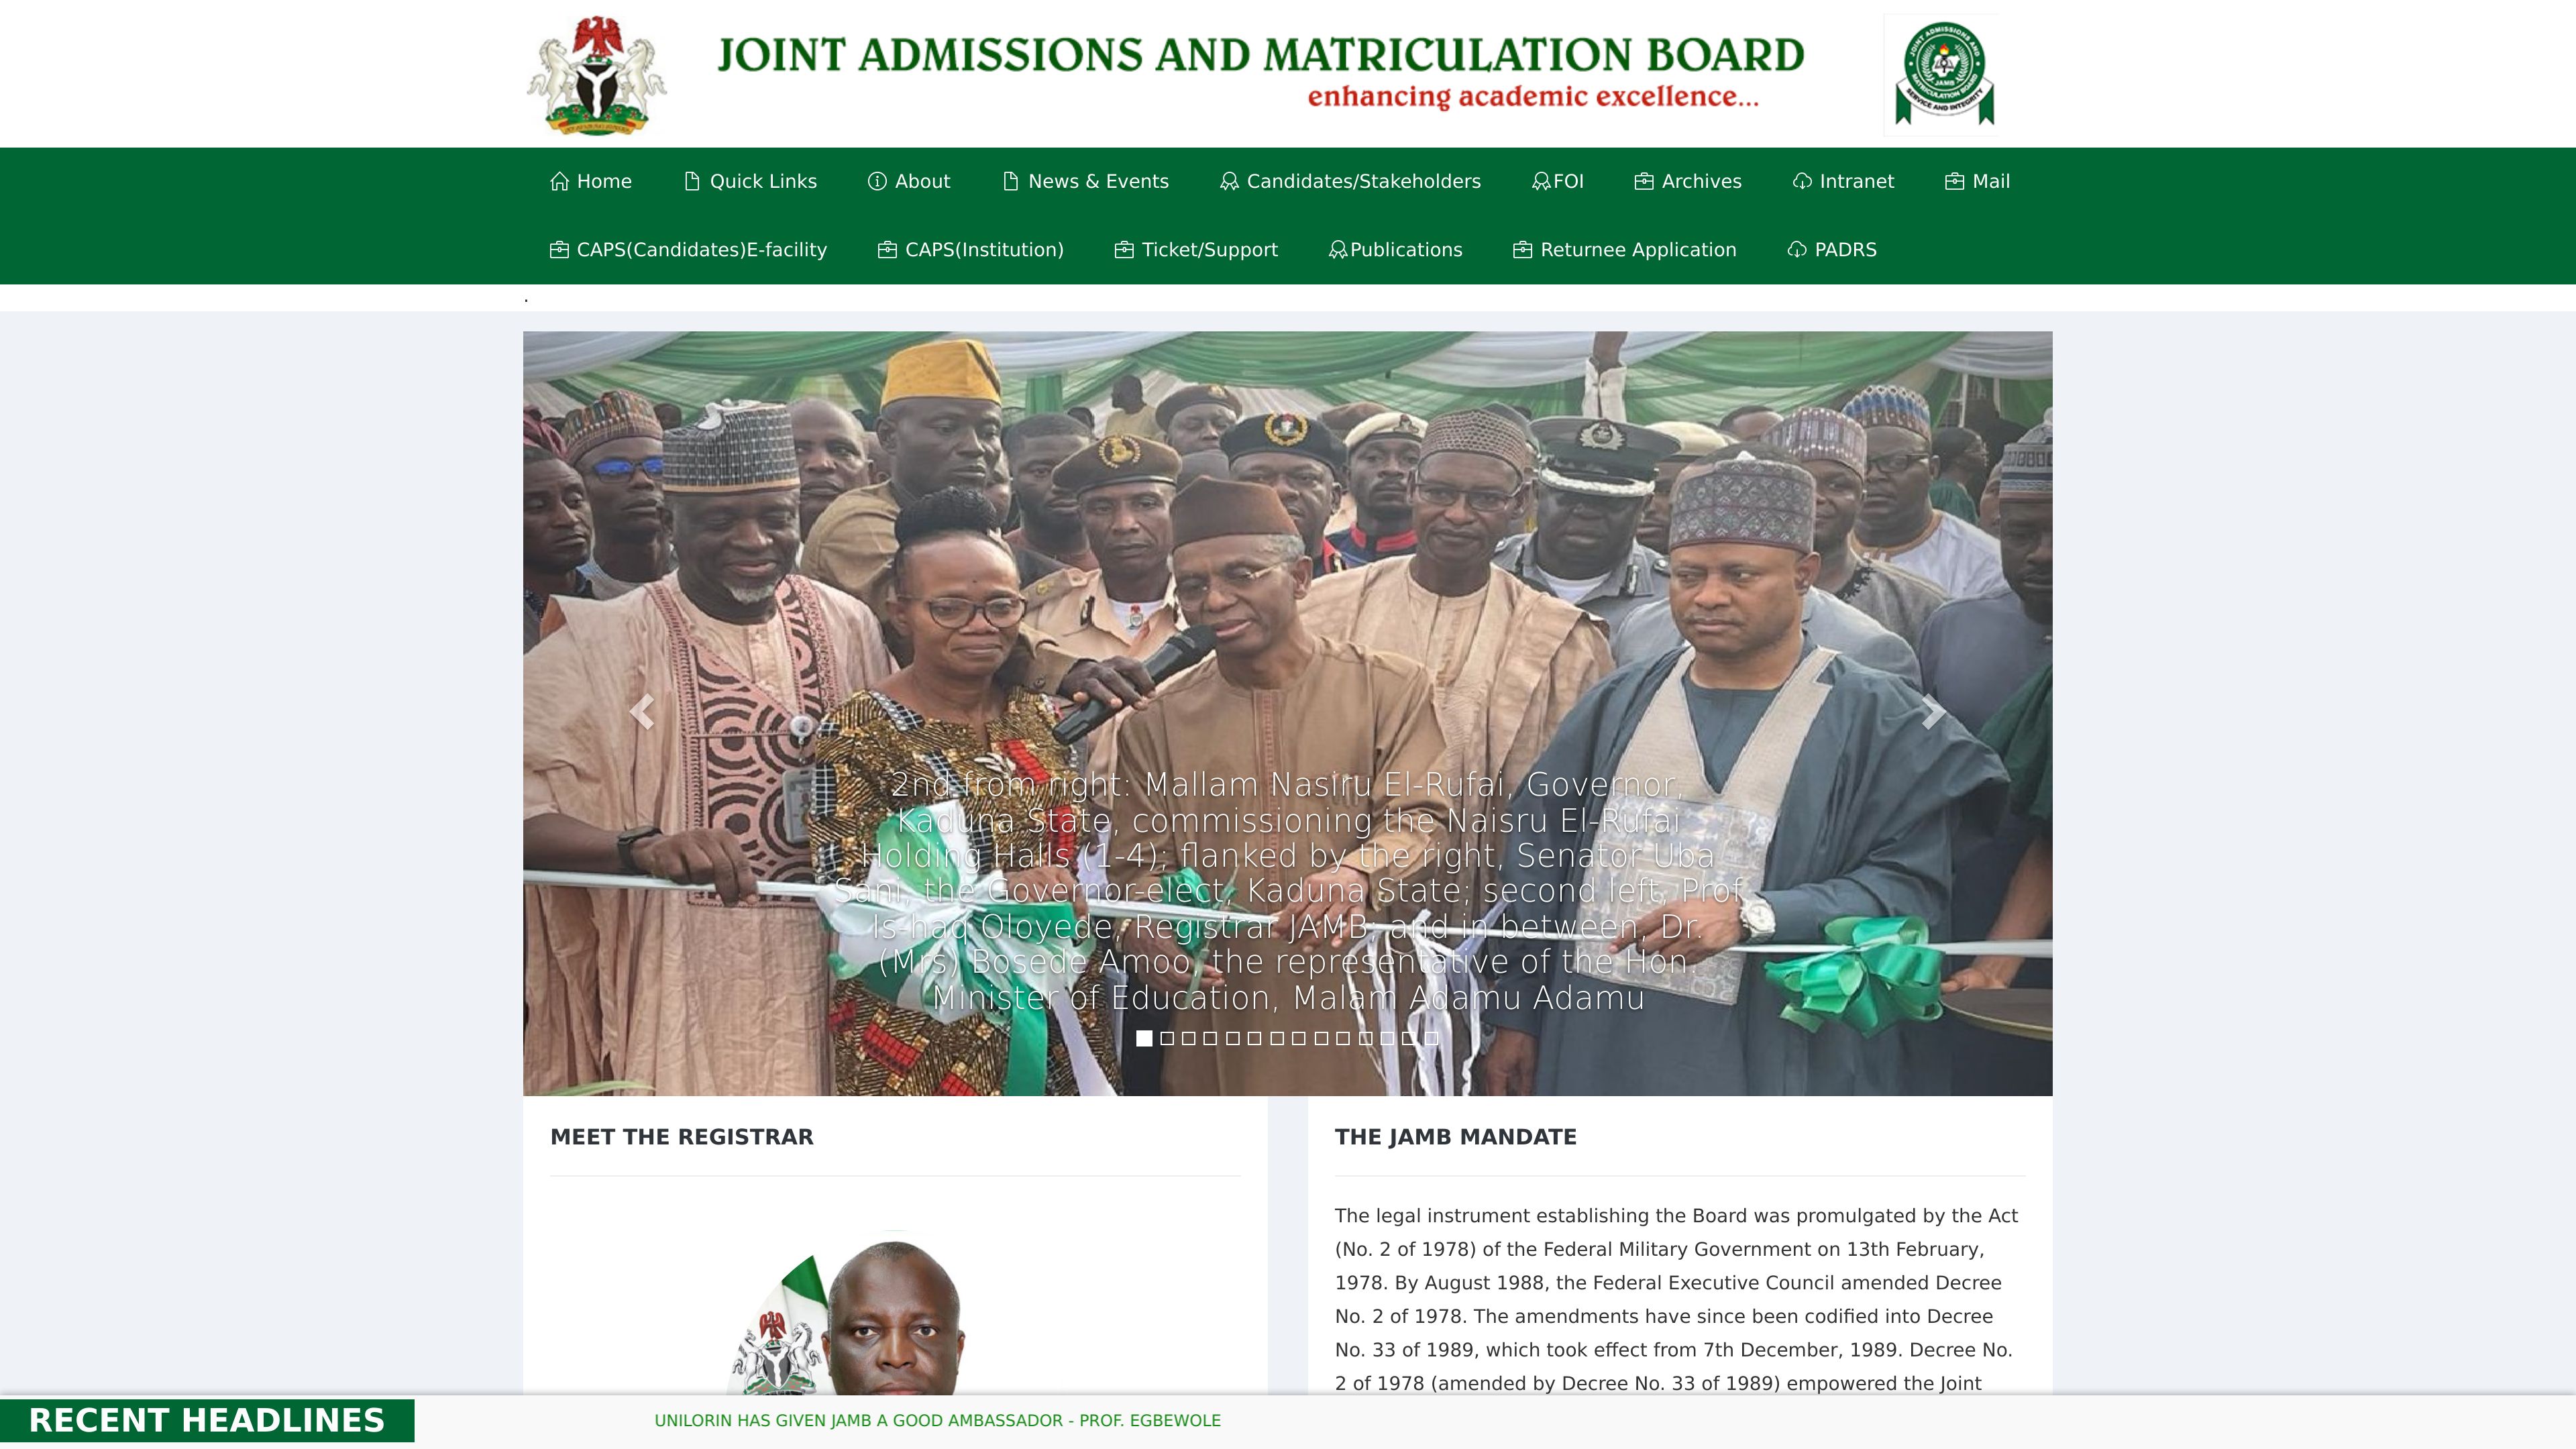 JOINT ADMISSIONS AND MATRICULATION BOARD
enhancing academic excellence...
JOINT ADMISSIONS AND
MATRICULATION BOARD
JAMB
SERVICE AND INTEGRITY
Home Quick Links About News & Events Candidates/Stakeholders FOI Archives Intranet Mail
CAPS(Candidates)E-facility CAPS(Institution) Ticket/Support Publications Returnee Application PADRS
.
2nd from right: Mallam Nasiru El-Rufai, Governor,
Kaduna State, commissioning the Naisru El-Rufai
Holding Halls (1-4); flanked by the right, Senator Uba
Sani, the Governor-elect, Kaduna State; second left, Prof
Is-haq Oloyede, Registrar JAMB; and in between, Dr.
(Mrs) Bosede Amoo, the representative of the Hon.
Minister of Education, Malam Adamu Adamu
MEET THE REGISTRAR
THE JAMB MANDATE
The legal instrument establishing the Board was promulgated by the Act
(No. 2 of 1978) of the Federal Military Government on 13th February,
1978. By August 1988, the Federal Executive Council amended Decree
No. 2 of 1978. The amendments have since been codified into Decree
No. 33 of 1989, which took effect from 7th December, 1989. Decree No.
2 of 1978 (amended by Decree No. 33 of 1989) empowered the Joint
RECENT HEADLINES
UNILORIN HAS GIVEN JAMB A GOOD AMBASSADOR - PROF. EGBEWOLE